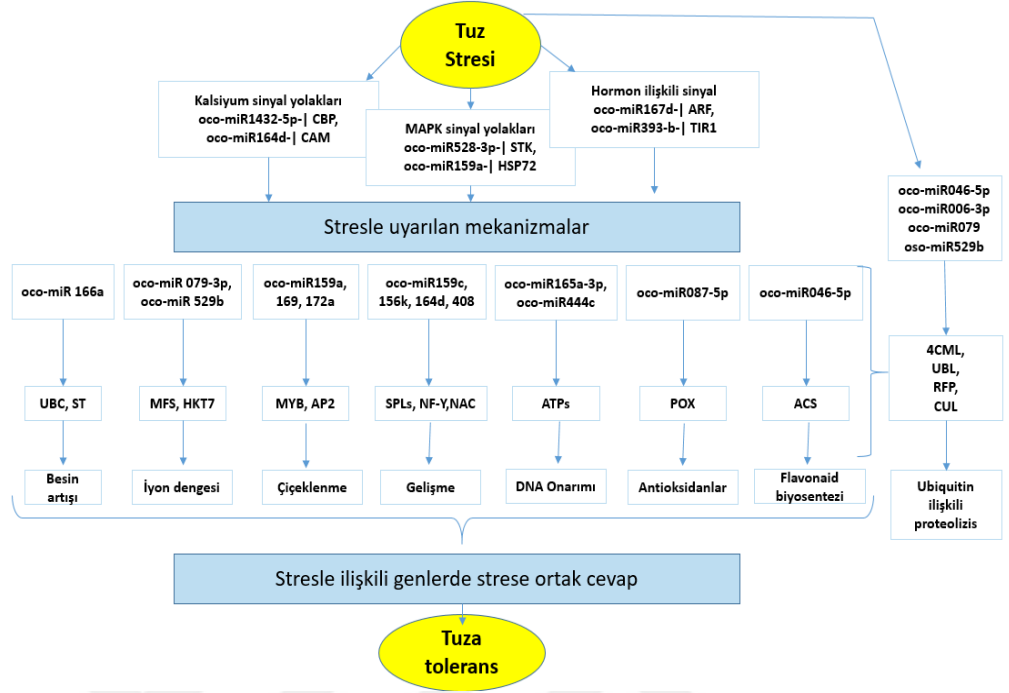 Tuz
Stresi
Kalsiyum sinyal yolakları
oco-miR1432-5p-| CBP,
oco-miR164d-| CAM
MAPK sinyal yolakları
oco-miR528-3p-| STK,
oco-miR159a-| HSP72
Hormon ilişkili sinyal
oco-miR167d-| ARF,
oco-miR393-b-| TIR1
oco-miR046-5p
oco-miR006-3p
oco-miR079
oso-miR529b
Stresle uyarılan mekanizmalar
oco-miR 166a
oco-miR 079-3p,
oco-miR 529b
oco-miR159a,
169, 172a
oco-miR159c,
156k, 164d, 408
oco-miR165a-3p,
oco-miR444c
oco-miR087-5p
oco-miR046-5p
4CML,
UBL,
RFP,
CUL
UBC, ST
MFS, HKT7
MYB, AP2
SPLs, NF-Y,NAC
ATPs
POX
ACS
Besin
artışı
İyon dengesi
Çiçeklenme
Gelişme
DNA Onarımı
Antioksidanlar
Flavonaid
biyosentezi
Ubiquitin
ilişkili
proteolizis
Stresle ilişkili genlerde strese ortak cevap
Tuza
tolerans